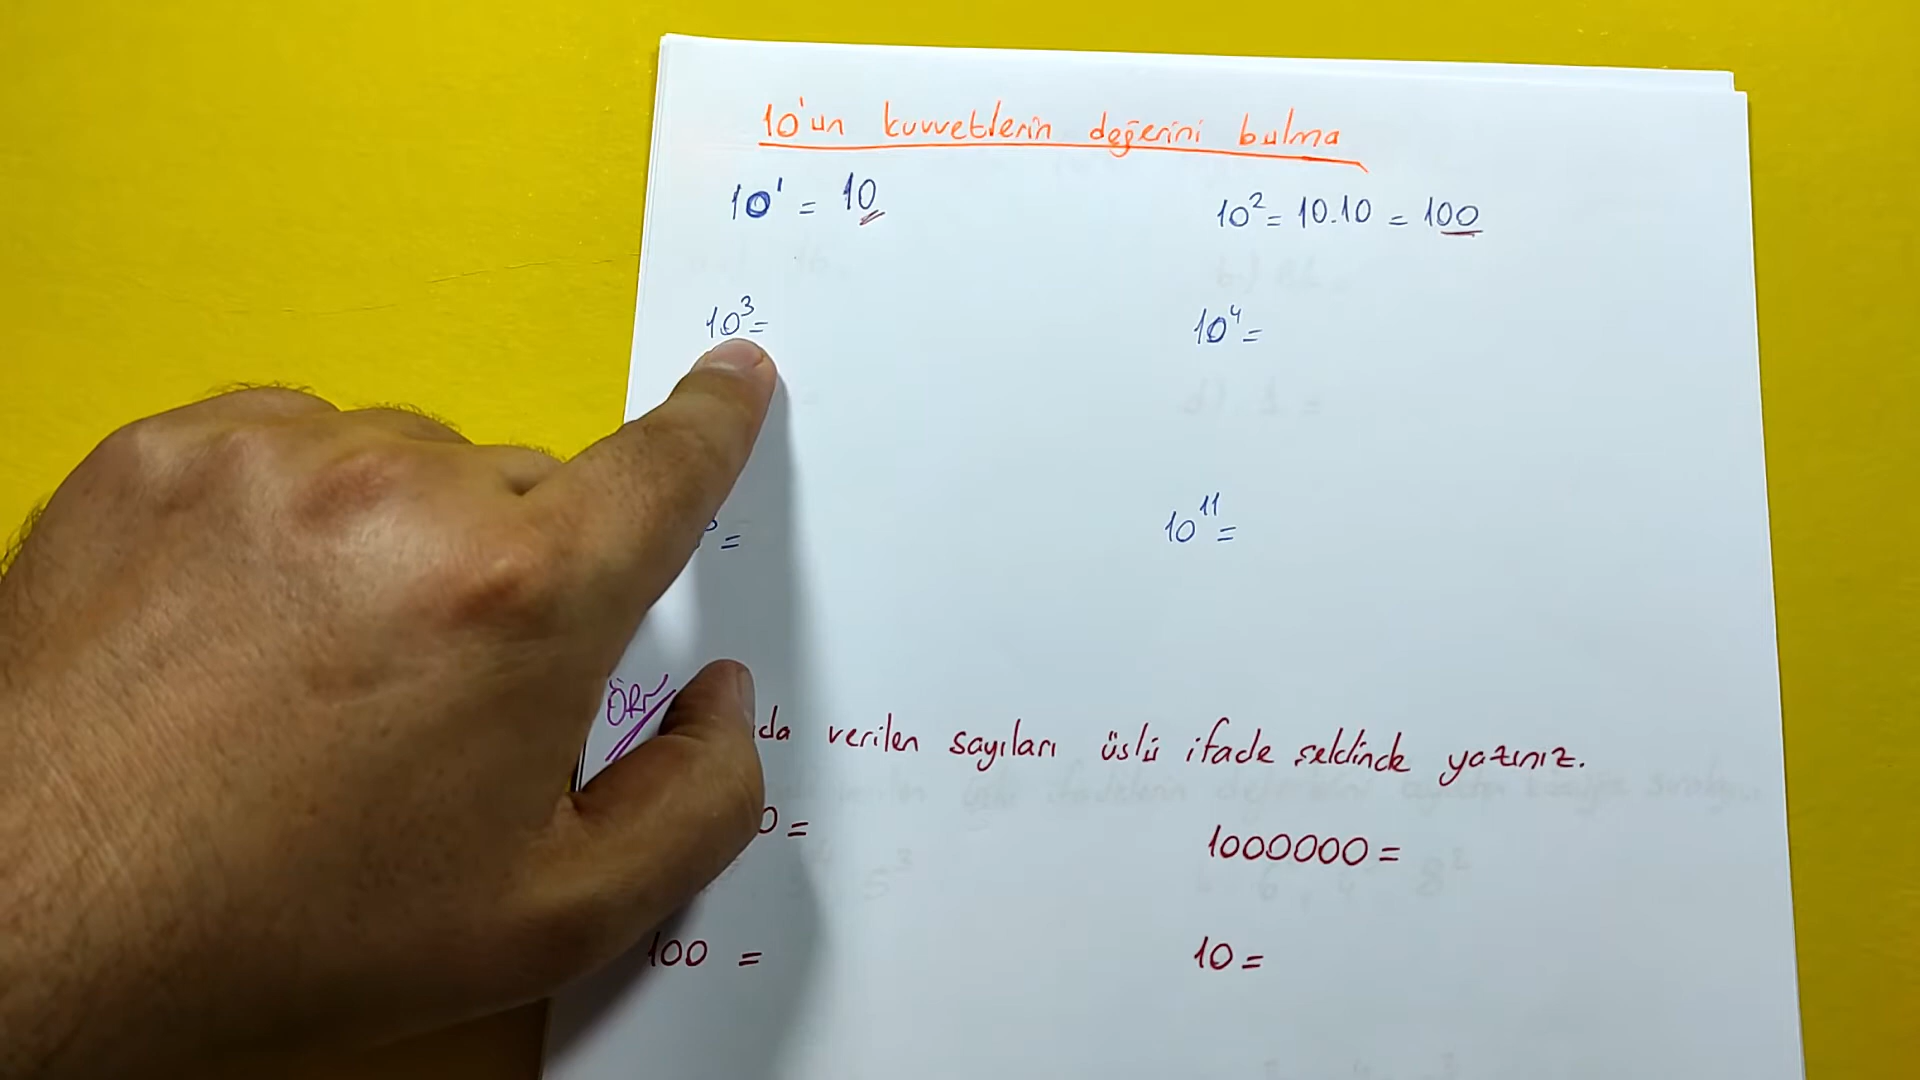 10'un kuvvetlerin değerini bulma
10¹ = 10
10² = 10.10 = 100
10³ =
10⁴ =
=
10¹¹ =
ÖRN
verilen sayıları üslü ifade şeklinde yazınız.
0 =
1000000 =
100 =
10 =